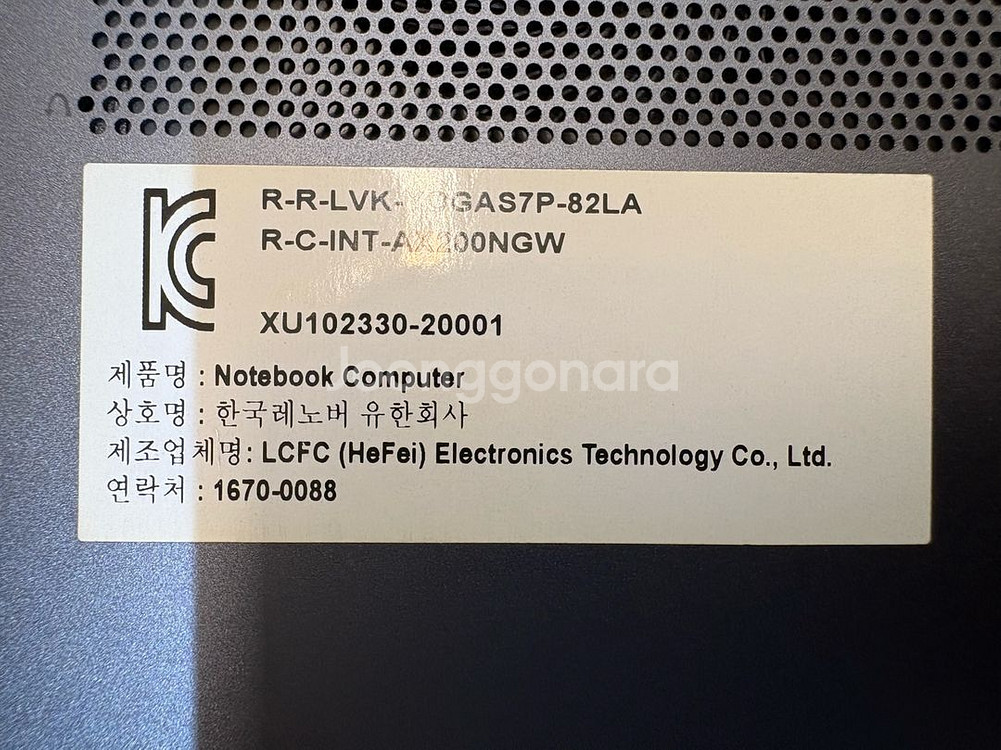 R-C-INT-AX200NGW
XU102330-20001
제품명 : Notebook Computer
상호명 : 한국레노버 유한회사
제조업체명: LCFC (HeFei) Electronics Technology Co., Ltd.
연락처 : 1670-0088